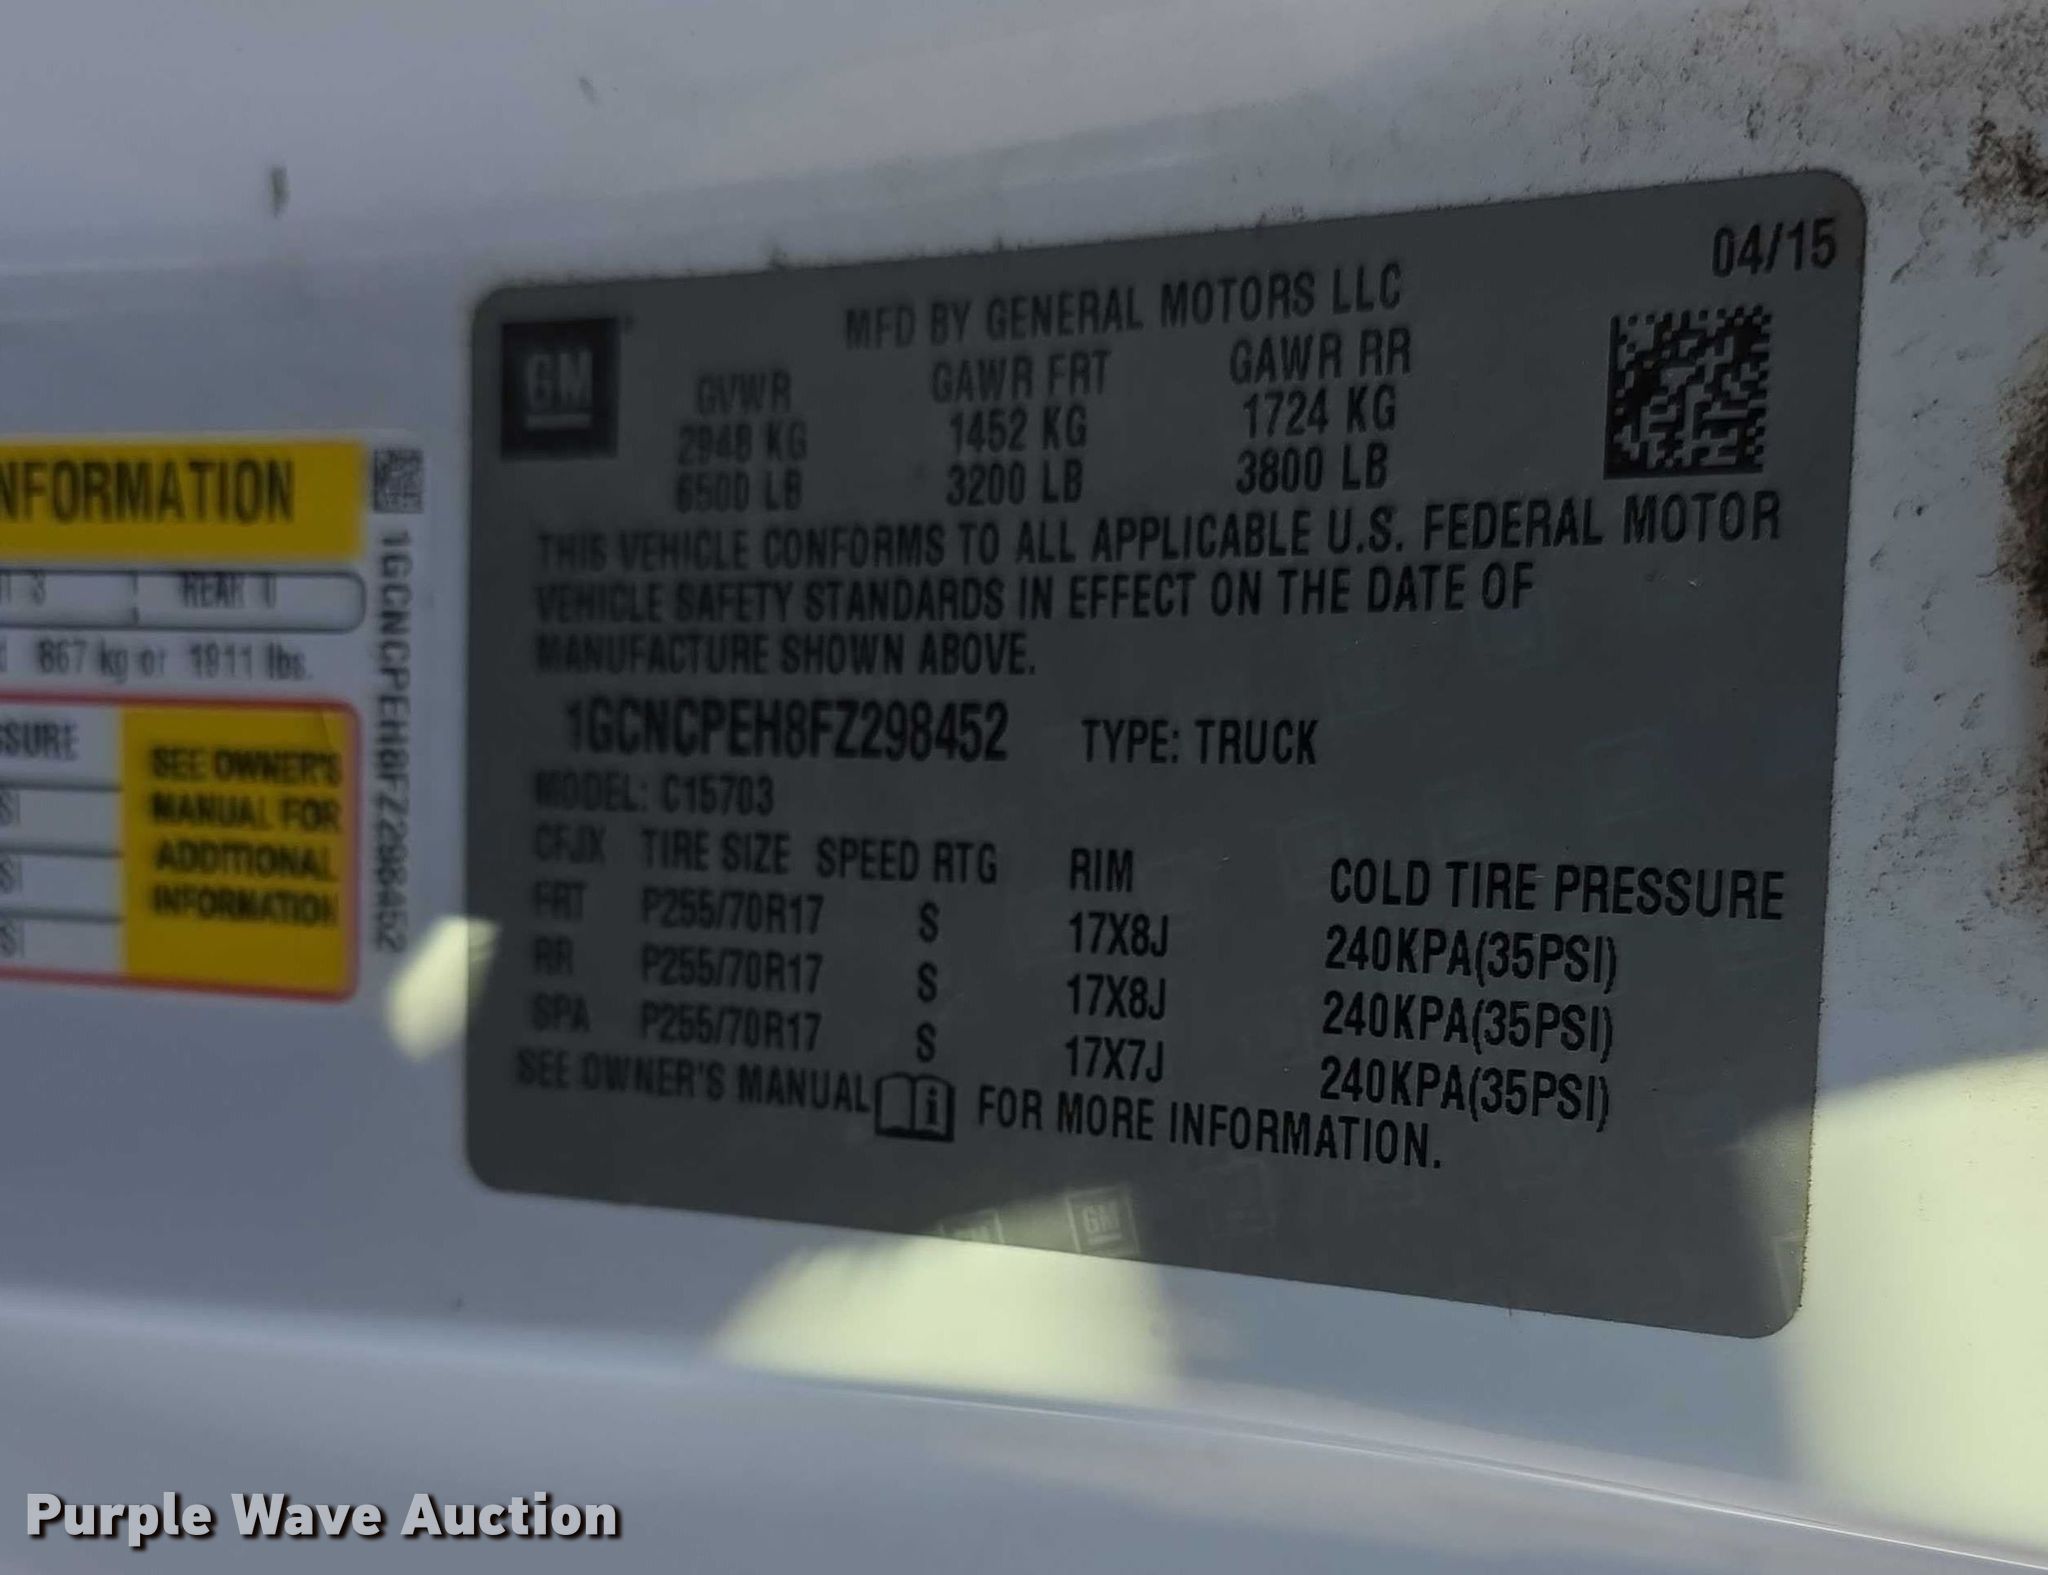 NFORMATION
REAR 0
867 kg or 1911 lbs.
SSURE
SEE OWNER'S
MANUAL FOR
ADDITIONAL
INFORMATION
1GCNCPEH8FZ298452
04/15
GM
MFD BY GENERAL MOTORS LLC
GVWR GAWR FRT GAWR RR
2948 KG 1452 KG 1724 KG
6500 LB 3200 LB 3800 LB
THIS VEHICLE CONFORMS TO ALL APPLICABLE U.S. FEDERAL MOTOR
VEHICLE SAFETY STANDARDS IN EFFECT ON THE DATE OF
MANUFACTURE SHOWN ABOVE.
1GCNCPEH8FZ298452 TYPE: TRUCK
MODEL: C15703
CFJX TIRE SIZE SPEED RTG RIM COLD TIRE PRESSURE
FRT P255/70R17 S 17X8J 240KPA(35PSI)
RR P255/70R17 S 17X8J 240KPA(35PSI)
SPA P255/70R17 S 17X7J 240KPA(35PSI)
SEE OWNER'S MANUAL FOR MORE INFORMATION.
GM
Purple Wave Auction